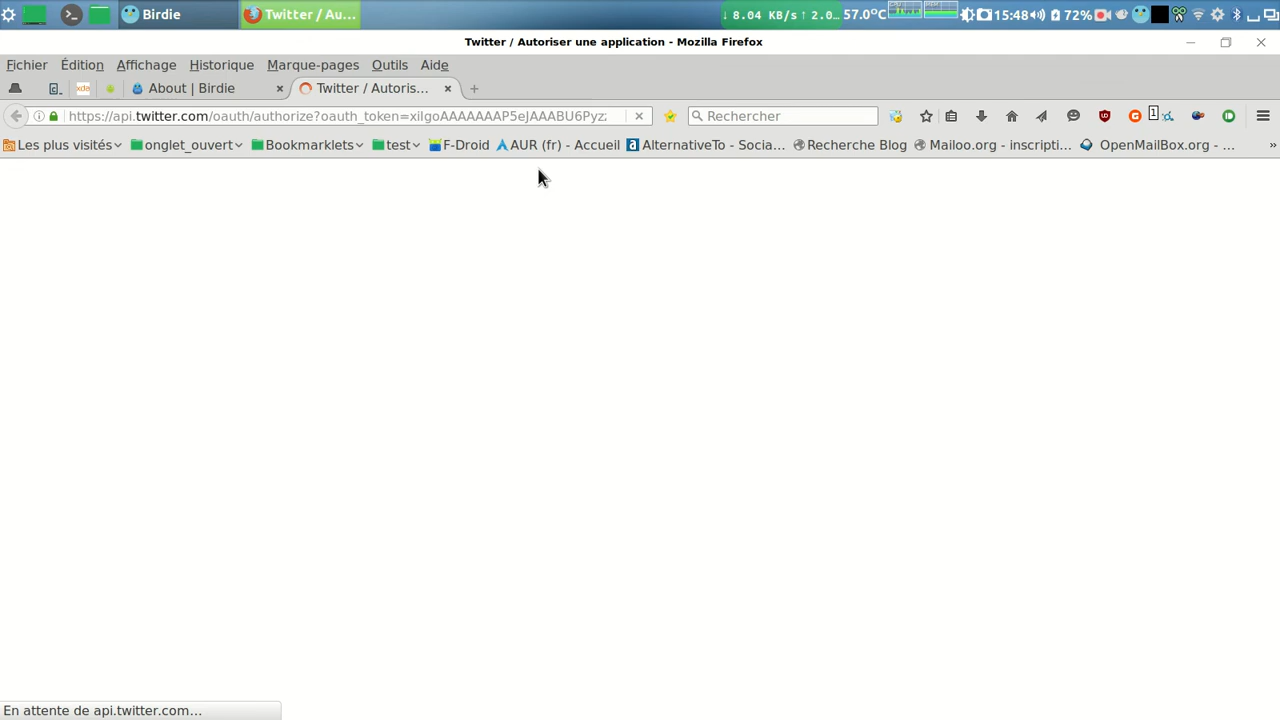 Birdie
Twitter / Au...
↓ 8.04 KB/s ↑ 2.0... 57.0°C
15:48
72%
Twitter / Autoriser une application - Mozilla Firefox
Fichier Édition Affichage Historique Marque-pages Outils Aide
xda About | Birdie × Twitter / Autoris... × +
https://api.twitter.com/oauth/authorize?oauth_token=
Rechercher
1
Les plus visités onglet_ouvert Bookmarklets test F-Droid AUR (fr) - Accueil AlternativeTo - Socia... Recherche Blog Mailoo.org - inscripti... OpenMailBox.org - ... »
En attente de api.twitter.com...